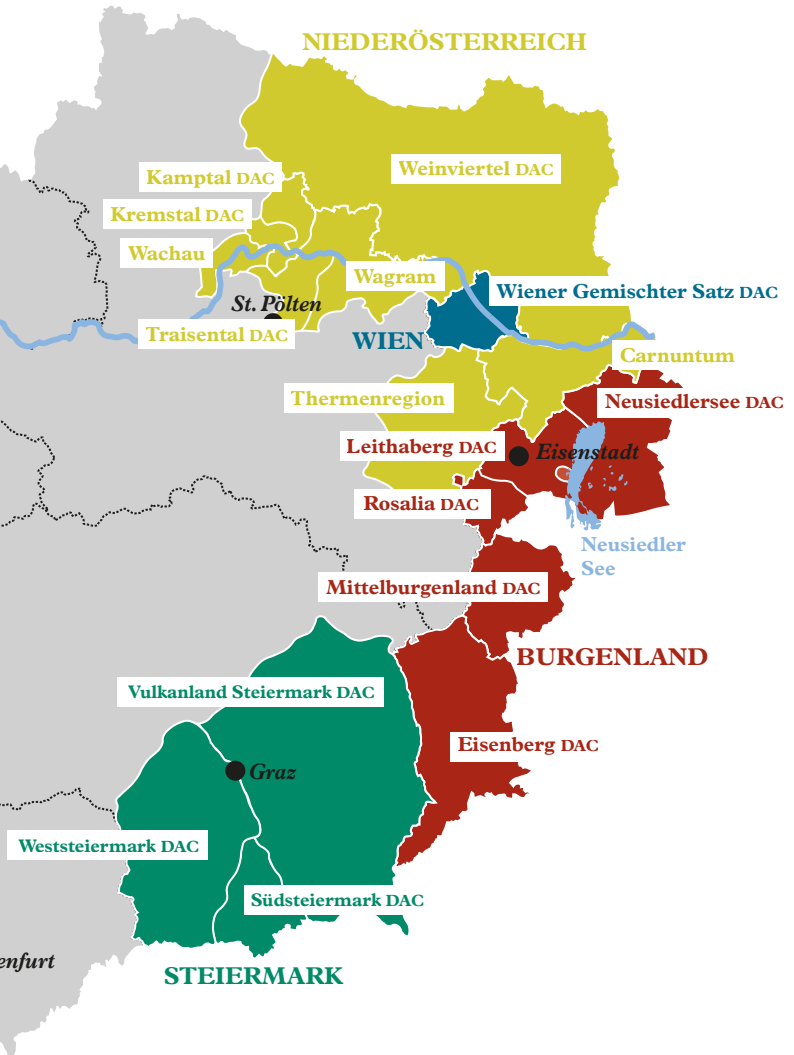 NIEDERÖSTERREICH
Weinviertel DAC
Kamptal DAC
Kremstal DAC
Wachau
Wagram
Wiener Gemischter Satz DAC
St. Pölten
Traisental DAC
WIEN
Carnuntum
Thermenregion
Neusiedlersee DAC
Leithaberg DAC
Eisenstadt
Rosalia DAC
Neusiedler
See
Mittelburgenland DAC
BURGENLAND
Vulkanland Steiermark DAC
Eisenberg DAC
Graz
Weststeiermark DAC
Südsteiermark DAC
enfurt
STEIERMARK